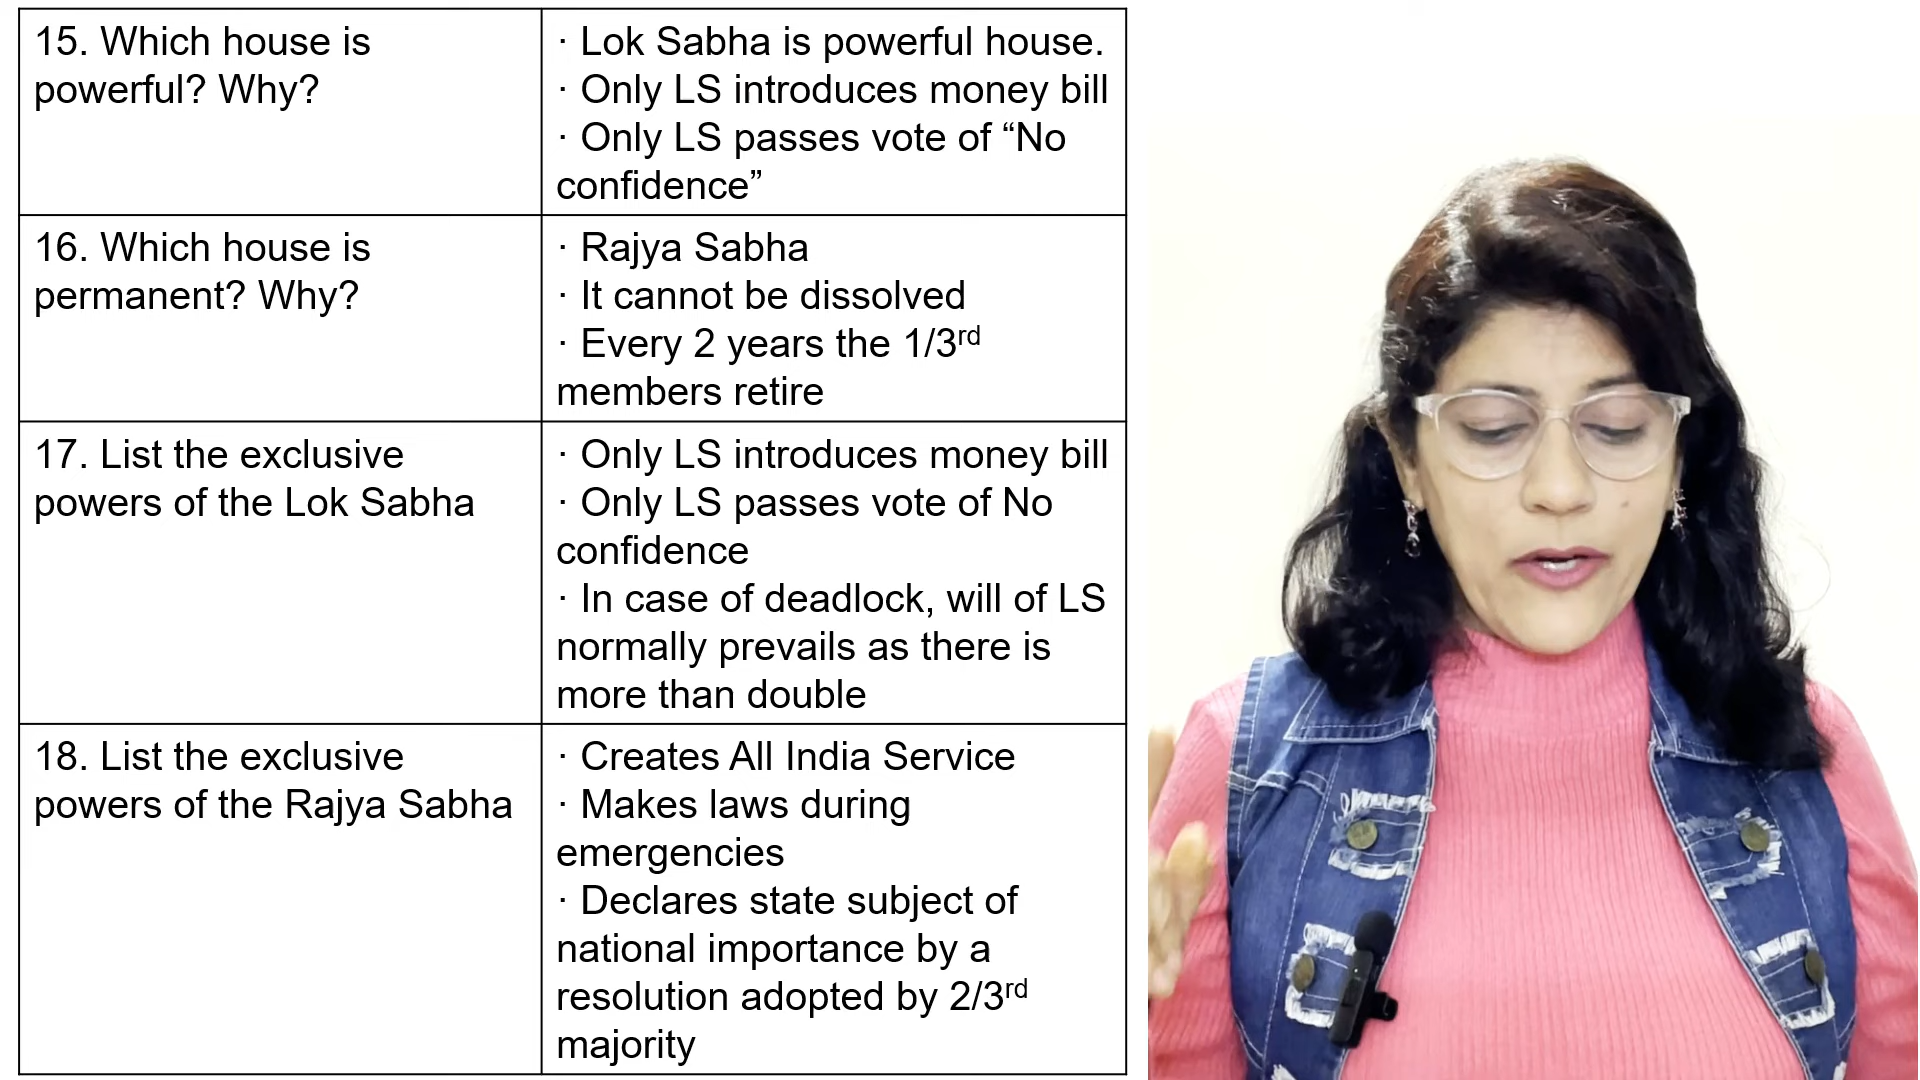 15. Which house is
powerful? Why?
· Lok Sabha is powerful house.
· Only LS introduces money bill
· Only LS passes vote of “No
confidence”
16. Which house is
permanent? Why?
· Rajya Sabha
· It cannot be dissolved
· Every 2 years the 1/3rd
members retire
17. List the exclusive
powers of the Lok Sabha
· Only LS introduces money bill
· Only LS passes vote of No
confidence
· In case of deadlock, will of LS
normally prevails as there is
more than double
18. List the exclusive
powers of the Rajya Sabha
· Creates All India Service
· Makes laws during
emergencies
· Declares state subject of
national importance by a
resolution adopted by 2/3rd
majority